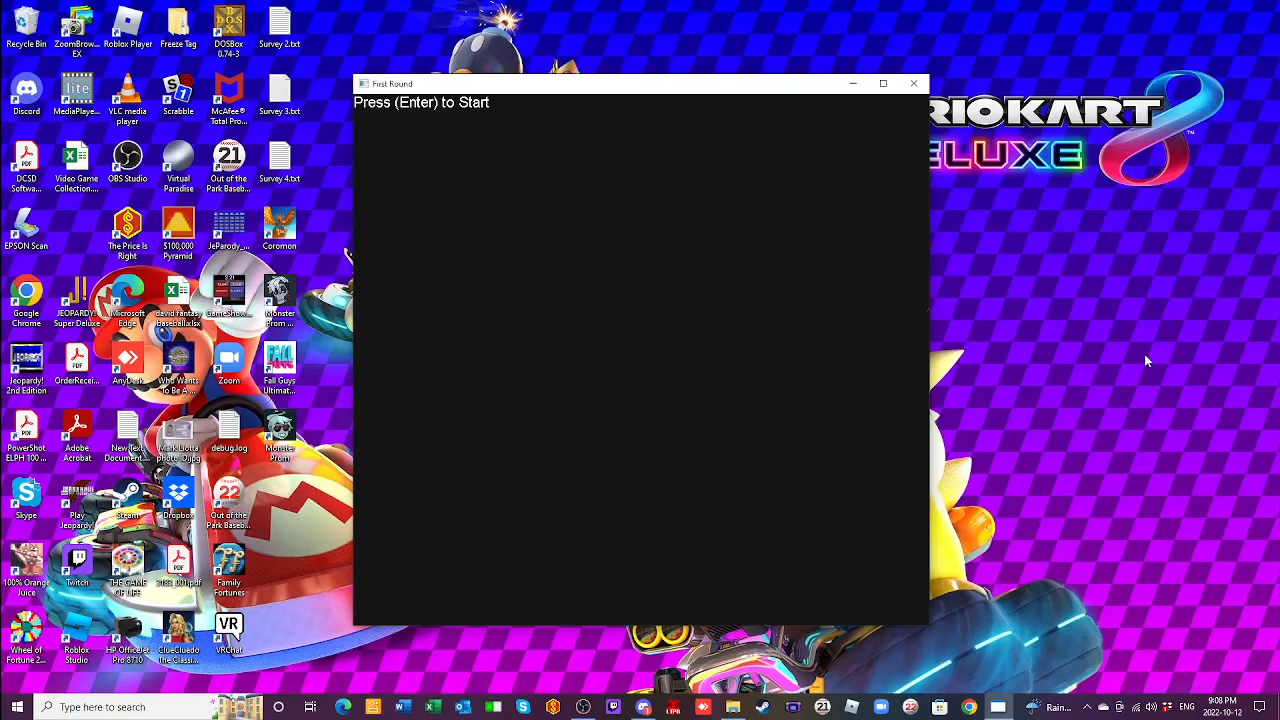 First Round
Press (Enter) to Start
RIOKART
ELUXE
TM
Recycle Bin
ZoomBrow...
EX
Roblox Player
Freeze Tag
DOSBox
0.74-3
Survey 2.txt
Discord
MediaPlaye...
VLC media
player
Scrabble
McAfee®
Total Pro...
Survey 3.txt
DCSD
Softwa...
Video Game
Collection....
OBS Studio
Virtual
Paradise
Out of the
Park Baseb...
Survey 4.txt
EPSON Scan
The Price Is
Right
$100,000
Pyramid
JeParody_...
Coromon
Google
Chrome
JEOPARDY!
Super Deluxe
Microsoft
Edge
david fantasy
baseball.xlsx
GameShow...
Monster
Prom ...
Jeopardy!
2nd Edition
OrderRecei...
AnyDesk
Who Wants
To Be A ...
Zoom
Fall Guys
Ultimat...
PowerShot
ELPH 100 ...
Adobe
Acrobat
New Text
Document...
Mark Liotta
photo_D.jpg
debug.log
Monster
Prom
Skype
Play
Jeopardy!
Steam
Dropbox
Out of the
Park Baseb...
100% Orange
Juice
Twitch
THE GAME
OF LIFE
Family
Fortunes
Wheel of
Fortune 2...
Roblox
Studio
HP OfficeJet
Pro 8710
ClueCluedo
The Classi...
VRChat
Type here to search
Rain...
ENG
9:08 PM
2022-10-12